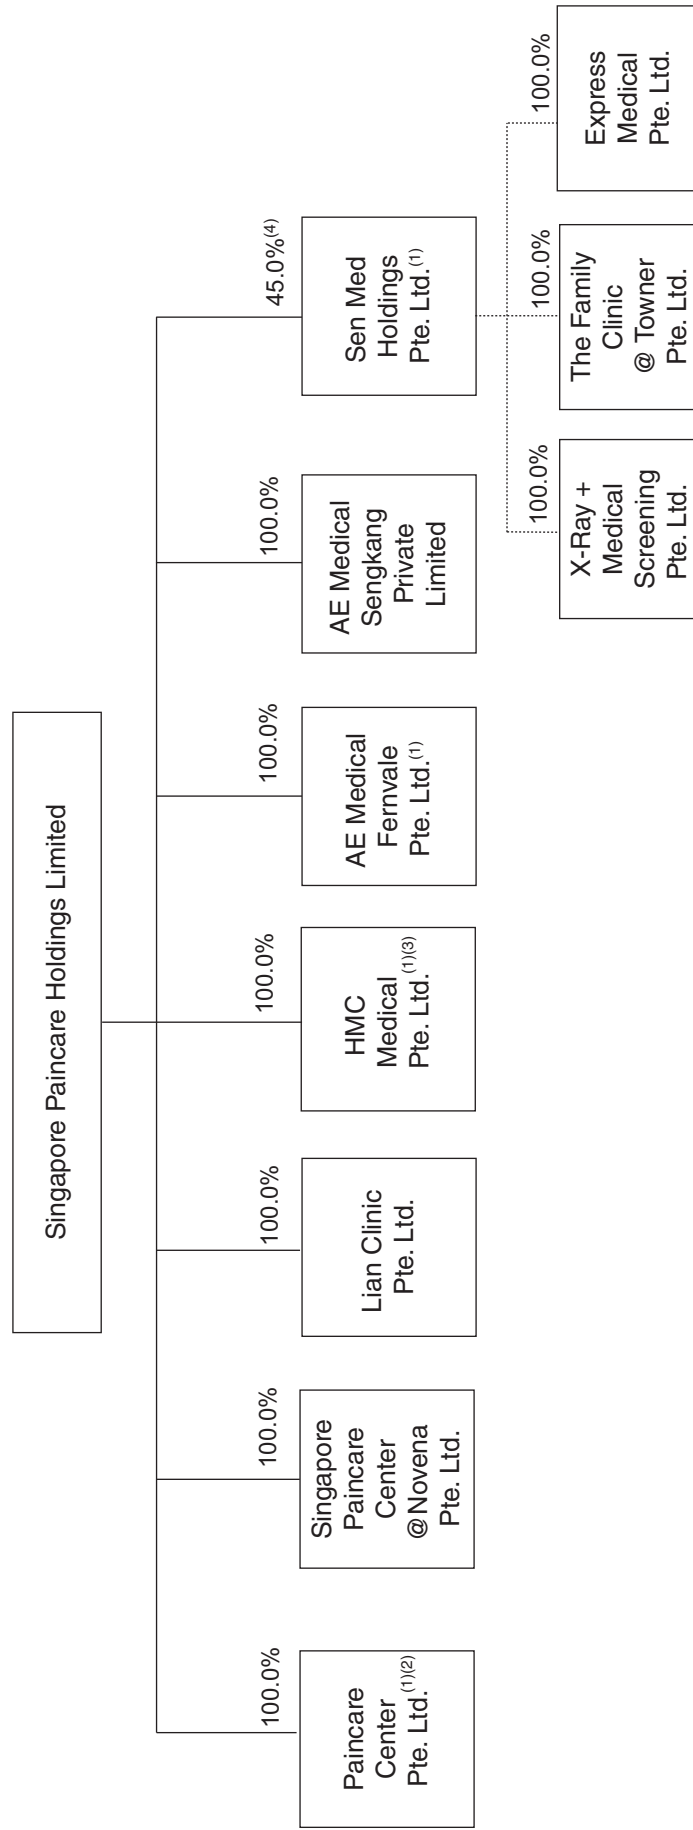 Singapore Paincare Holdings Limited
100.0%
Paincare
Center
Pte. Ltd.(1)(2)
100.0%
Singapore
Paincare
Center
@Novena
Pte. Ltd.
100.0%
Lian Clinic
Pte. Ltd.
100.0%
HMC
Medical
Pte. Ltd.(1)(3)
100.0%
AE Medical
Fernvale
Pte. Ltd.(1)
100.0%
AE Medical
Sengkang
Private
Limited
45.0%(4)
Sen Med
Holdings
Pte. Ltd.(1)
100.0%
X-Ray +
Medical
Screening
Pte. Ltd.
100.0%
The Family
Clinic
@ Towner
Pte. Ltd.
100.0%
Express
Medical
Pte. Ltd.